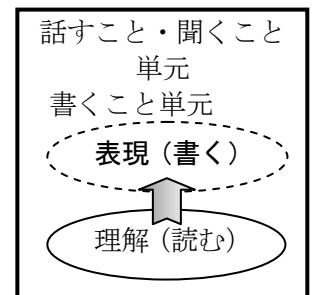 話すこと・聞くこと
単元
書くこと単元
表現（書く）
理解（読む）